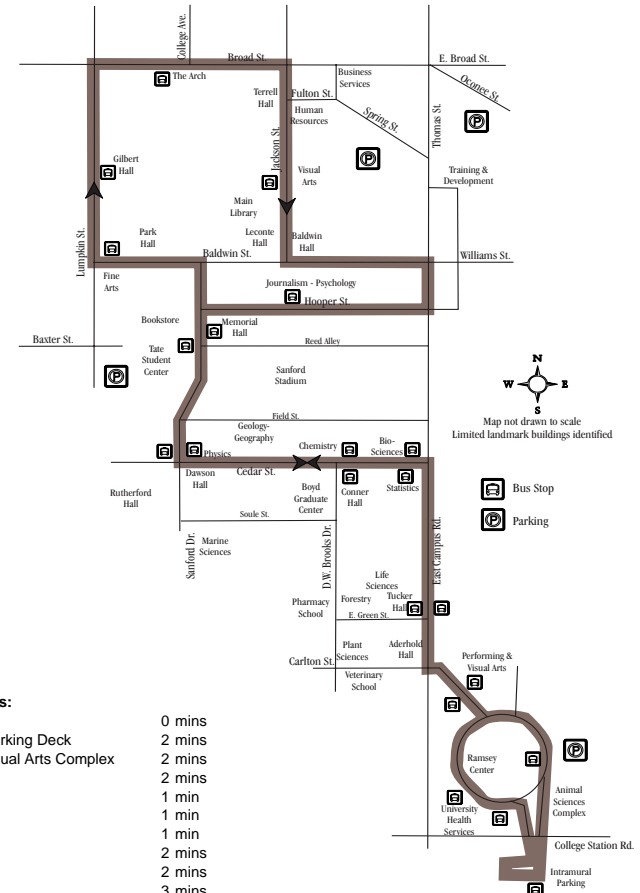 College Ave.
Broad St.
E. Broad St.
The Arch
Business
Services
Oconee St.
Terrell
Hall
Fulton St.
Human
Resources
Spring St.
Thomas St.
Jackson St.
Gilbert
Hall
Visual
Arts
Training &
Development
Main
Library
Lumpkin St.
Park
Hall
Leconte
Hall
Baldwin
Hall
Baldwin St.
Williams St.
Fine
Arts
Journalism - Psychology
Hooper St.
Bookstore
Memorial
Hall
Baxter St.
Reed Alley
Tate
Student
Center
Sanford
Stadium
N
W
E
S
Map not drawn to scale
Limited landmark buildings identified
Field St.
Geology-
Geography
Physics
Chemistry
Bio-
Sciences
Cedar St.
Rutherford
Hall
Dawson
Hall
Boyd
Graduate
Center
Conner
Hall
Statistics
Bus Stop
Parking
Soule St.
Sanford Dr.
Marine
Sciences
D.W. Brooks Dr.
East Campus Rd.
Life
Sciences
Pharmacy
School
Forestry
Tucker
Hall
E. Green St.
Plant
Sciences
Aderhold
Hall
Carlton St.
Veterinary
School
Performing &
Visual Arts
Ramsey
Center
Animal
Sciences
Complex
University
Health
Services
College Station Rd.
Intramural
Parking
s:
0 mins
rking Deck 2 mins
ual Arts Complex 2 mins
2 mins
1 min
1 min
1 min
2 mins
2 mins
3 mins